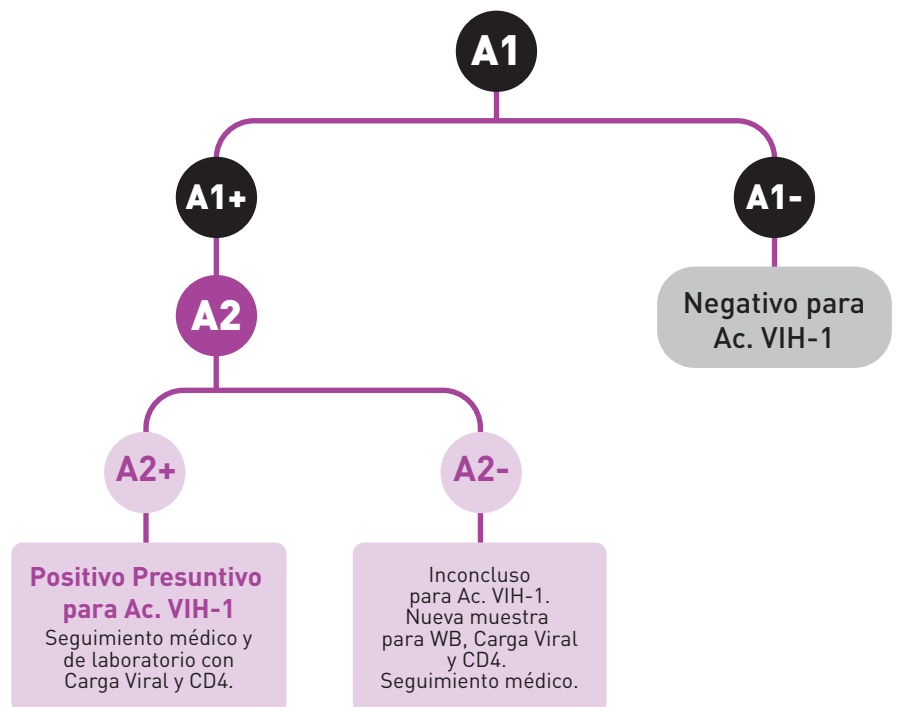 A1
A1+
A1-
Negativo para
Ac. VIH-1
A2
A2+
A2-
Positivo Presuntivo
para Ac. VIH-1
Seguimiento médico y
de laboratorio con
Carga Viral y CD4.
Inconcluso
para Ac. VIH-1.
Nueva muestra
para WB, Carga Viral
y CD4.
Seguimiento médico.